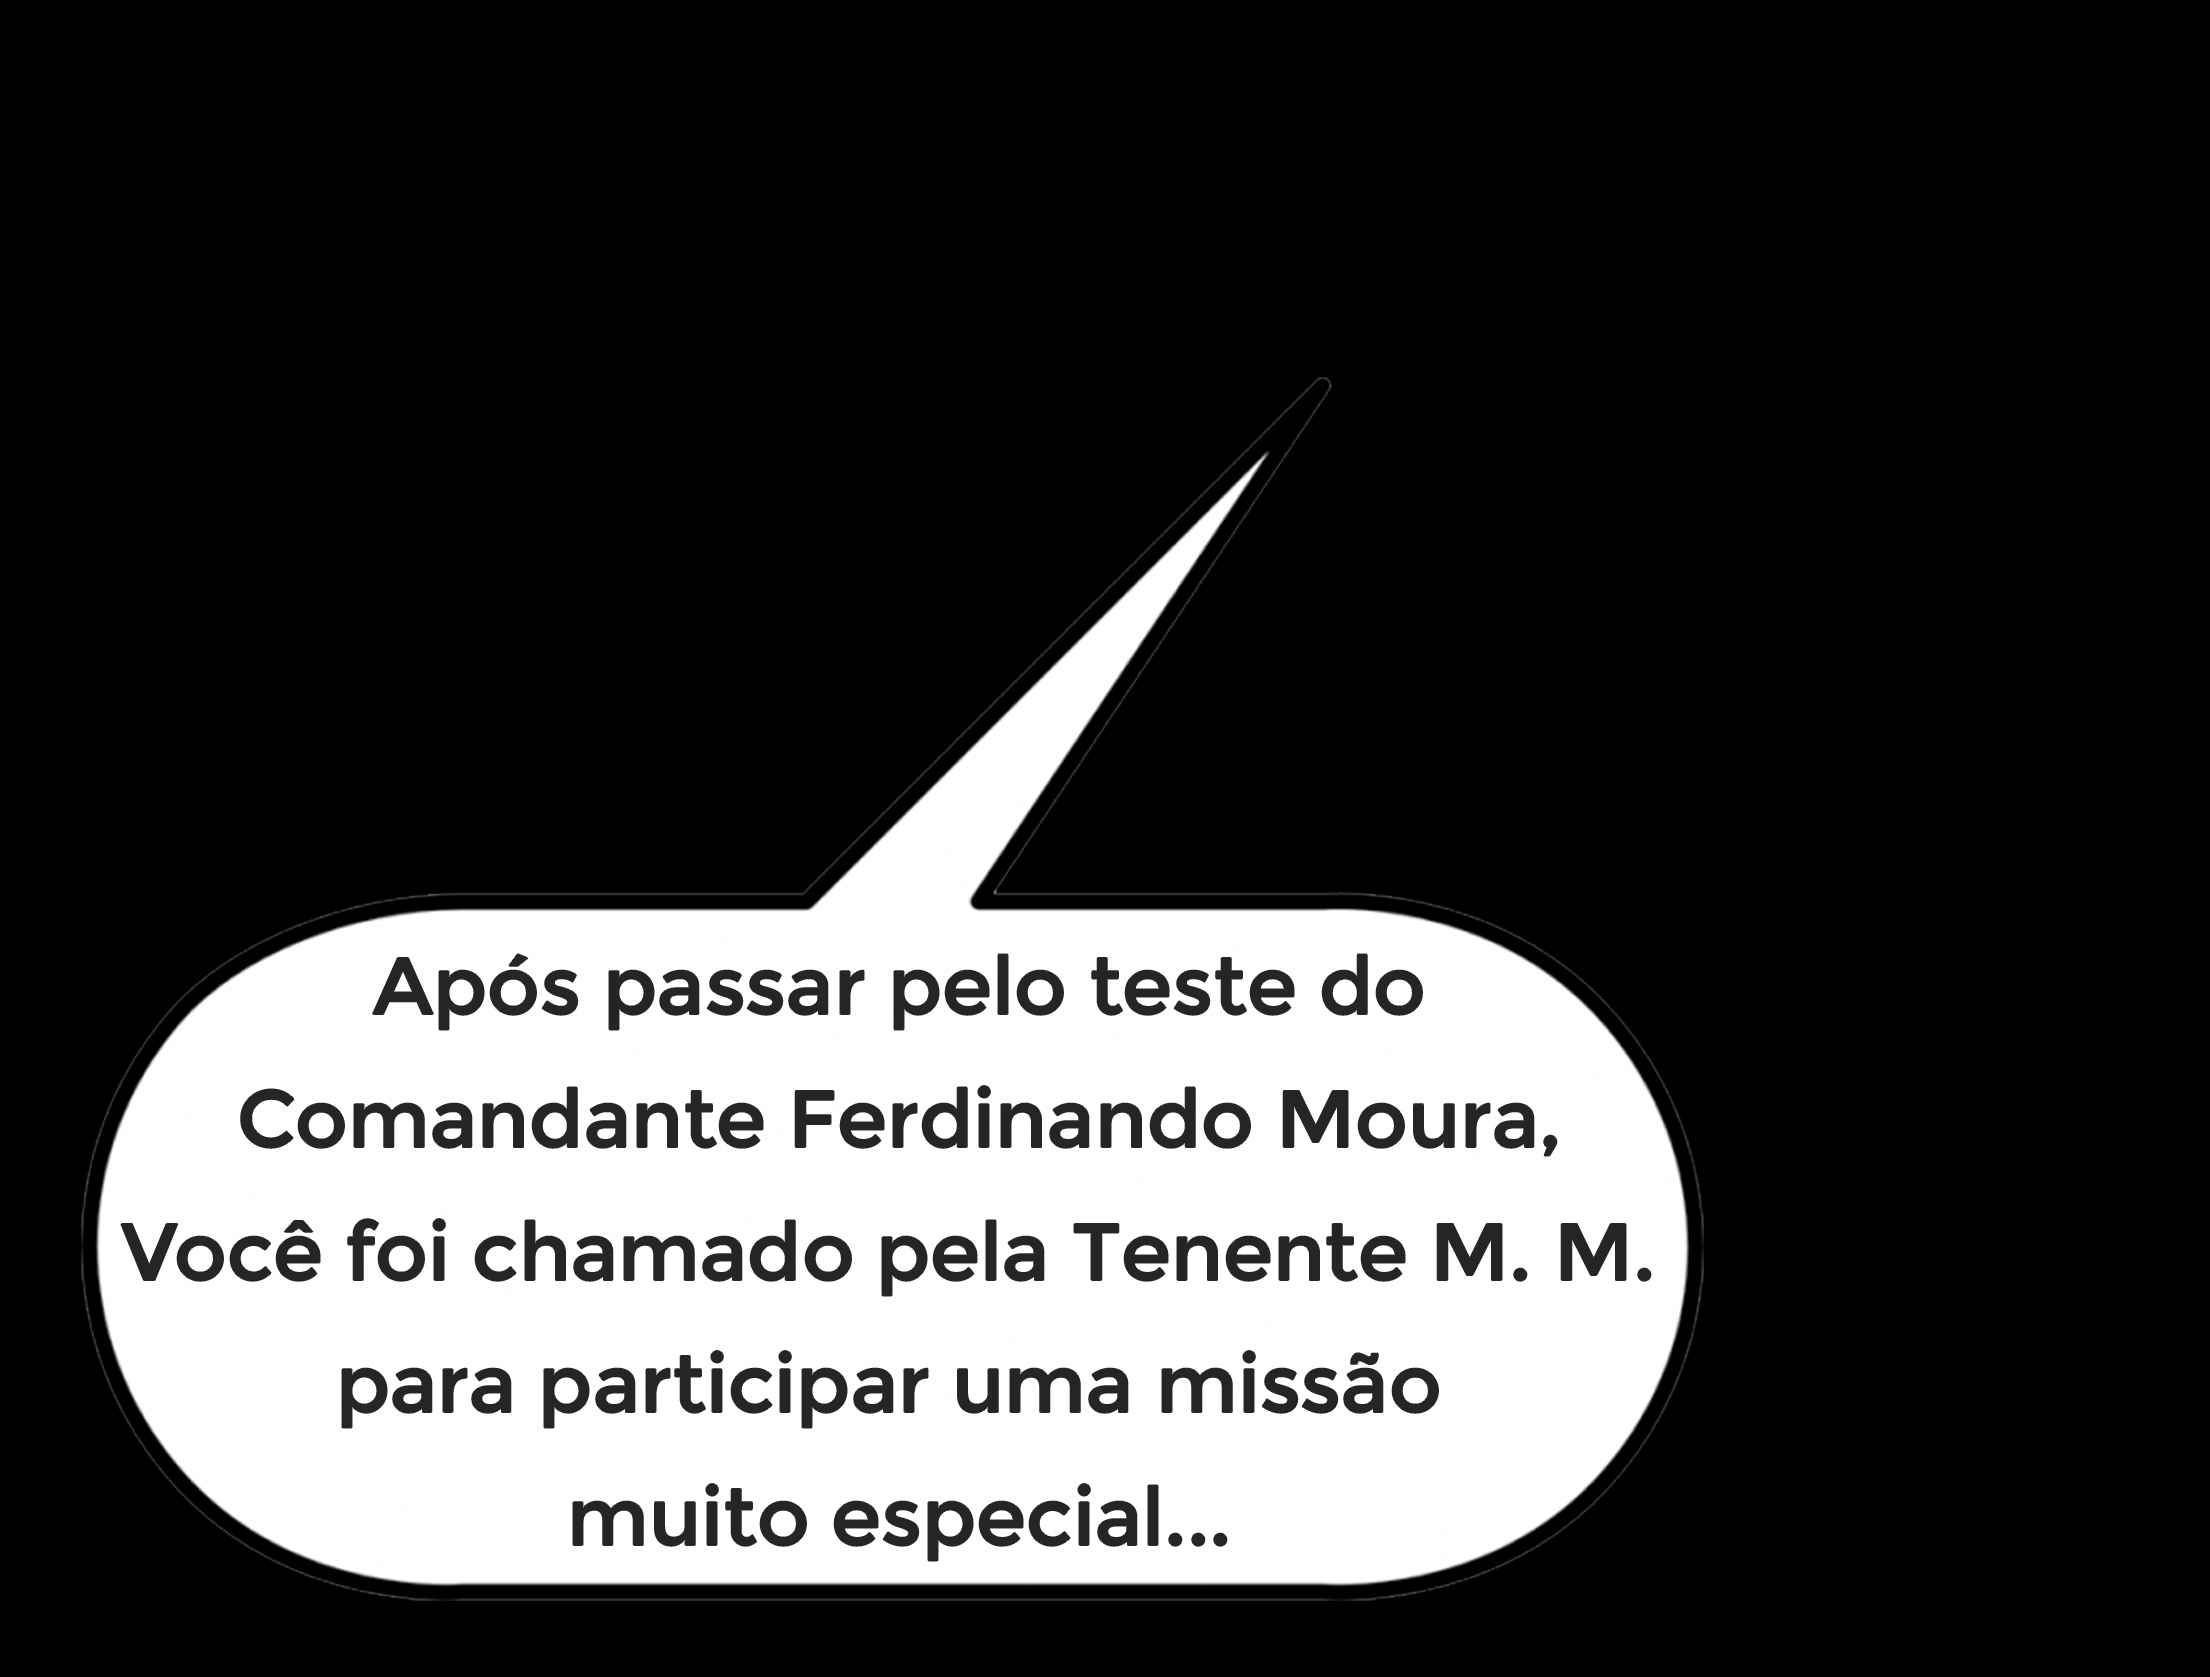 Após passar pelo teste do
Comandante Ferdinando Moura,
Você foi chamado pela Tenente M. M.
para participar uma missão
muito especial...